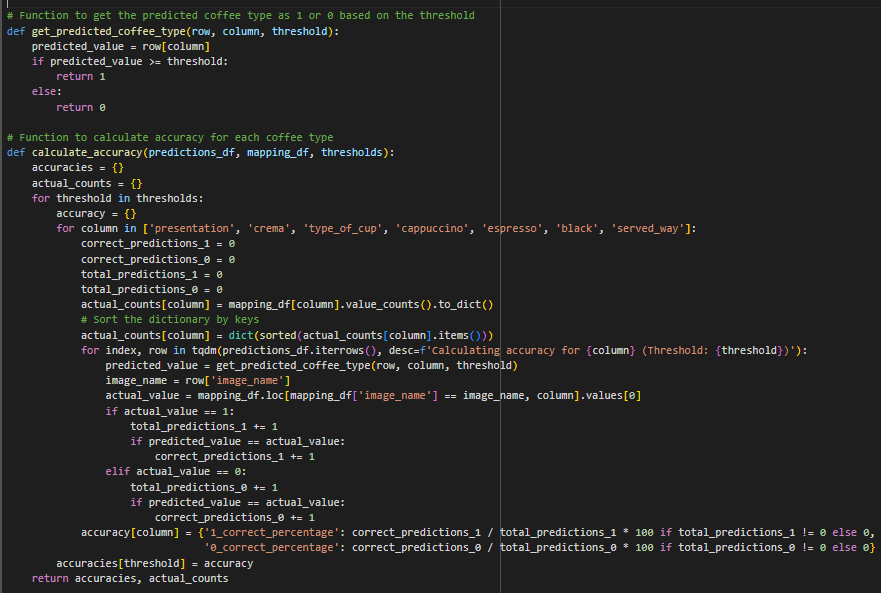 # Function to get the predicted coffee type as 1 or 0 based on the threshold
def get_predicted_coffee_type(row, column, threshold):
    predicted_value = row[column]
    if predicted_value >= threshold:
        return 1
    else:
        return 0

# Function to calculate accuracy for each coffee type
def calculate_accuracy(predictions_df, mapping_df, thresholds):
    accuracies = {}
    actual_counts = {}
    for threshold in thresholds:
        accuracy = {}
        for column in ['presentation', 'crema', 'type_of_cup', 'cappuccino', 'espresso', 'black', 'served_way']:
            correct_predictions_1 = 0
            correct_predictions_0 = 0
            total_predictions_1 = 0
            total_predictions_0 = 0
            actual_counts[column] = mapping_df[column].value_counts().to_dict()
            # Sort the dictionary by keys
            actual_counts[column] = dict(sorted(actual_counts[column].items()))
            for index, row in tqdm(predictions_df.iterrows(), desc=f'Calculating accuracy for {column} (Threshold: {threshold})'):
                predicted_value = get_predicted_coffee_type(row, column, threshold)
                image_name = row['image_name']
                actual_value = mapping_df.loc[mapping_df['image_name'] == image_name, column].values[0]
                if actual_value == 1:
                    total_predictions_1 += 1
                    if predicted_value == actual_value:
                        correct_predictions_1 += 1
                elif actual_value == 0:
                    total_predictions_0 += 1
                    if predicted_value == actual_value:
                        correct_predictions_0 += 1
            accuracy[column] = {'1_correct_percentage': correct_predictions_1 / total_predictions_1 * 100 if total_predictions_1 != 0 else 0,
                                '0_correct_percentage': correct_predictions_0 / total_predictions_0 * 100 if total_predictions_0 != 0 else 0}
        accuracies[threshold] = accuracy
    return accuracies, actual_counts